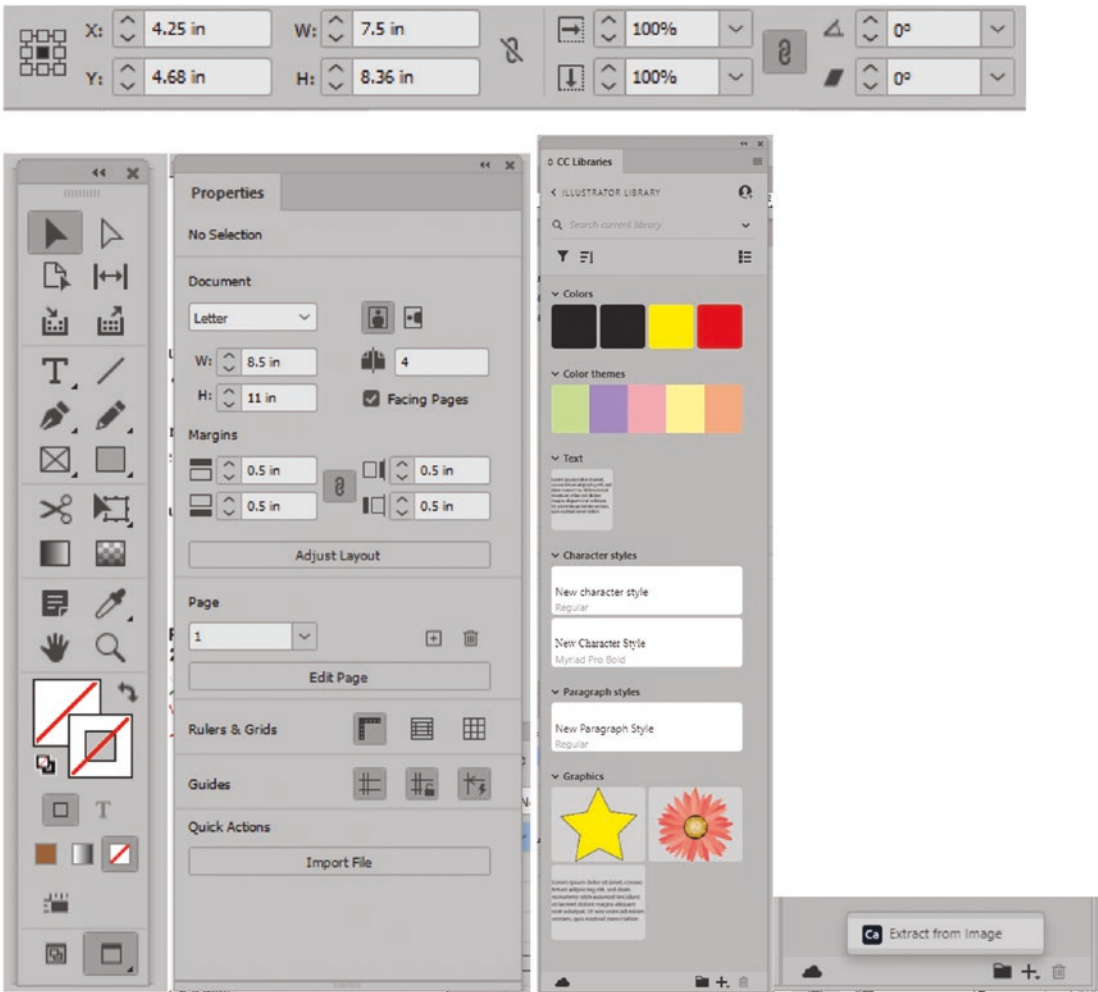 X: 4.25 in W: 7.5 in 100% 0°
Y: 4.68 in H: 8.36 in 100% 0°
Properties
No Selection
Document
Letter
W: 8.5 in 4
H: 11 in Facing Pages
Margins
0.5 in 0.5 in
0.5 in 0.5 in
Adjust Layout
Page
1
Edit Page
Rulers & Grids
Guides
Quick Actions
Import File
T
T
CC Libraries
ILLUSTRATOR LIBRARY
Search current library
Colors
Color themes
Text
Character styles
New character style
Regular
New Character Style
Myriad Pro Bold
Paragraph styles
New Paragraph Style
Regular
Graphics
Ca Extract from Image